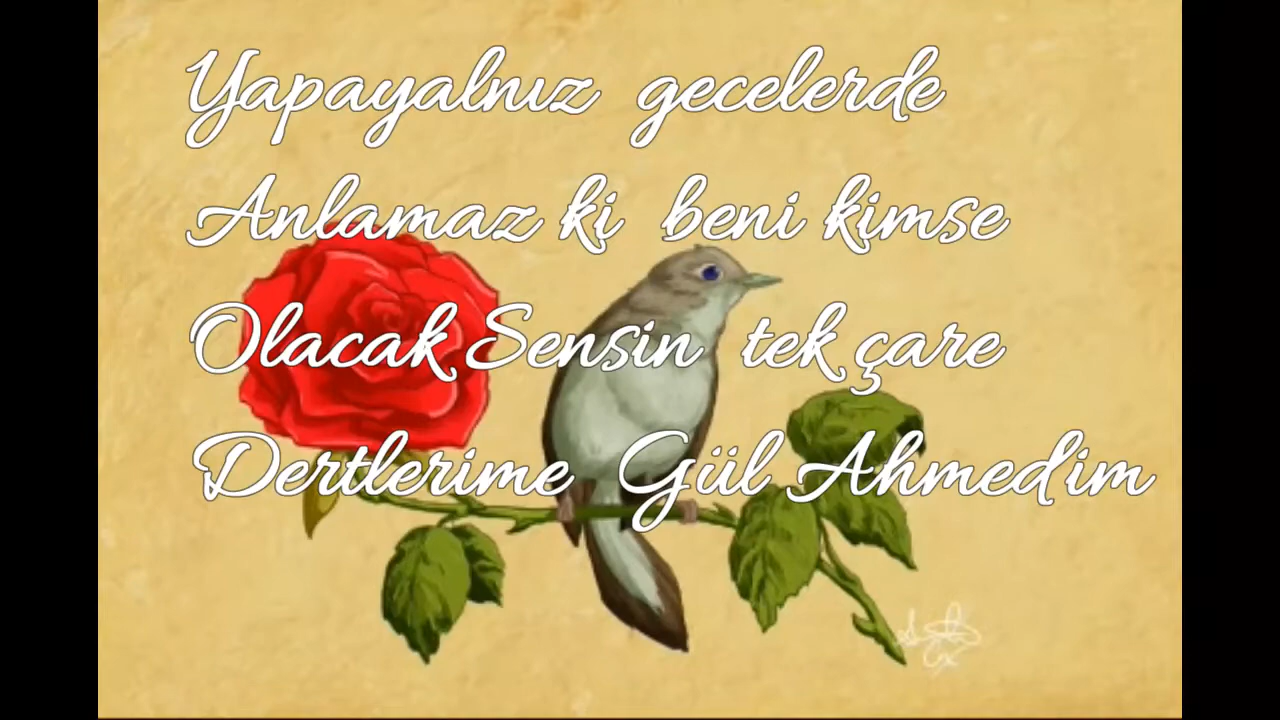 Yapayalnız gecelerde
Anlamaz ki beni kimse
Olacak Sensin tek çare
Dertlerime Gül Ahmedim